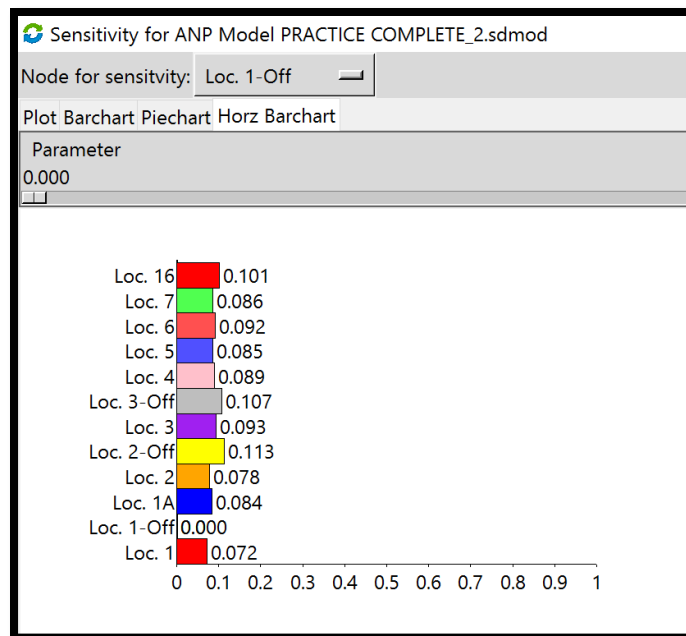 Sensitivity for ANP Model PRACTICE COMPLETE_2.sdmod
Node for sensitvity: Loc. 1-Off
Plot Barchart Piechart Horz Barchart
Parameter
0.000
Loc. 16 0.101
Loc. 7 0.086
Loc. 6 0.092
Loc. 5 0.085
Loc. 4 0.089
Loc. 3-Off 0.107
Loc. 3 0.093
Loc. 2-Off 0.113
Loc. 2 0.078
Loc. 1A 0.084
Loc. 1-Off 0.000
Loc. 1 0.072
0 0.1 0.2 0.3 0.4 0.5 0.6 0.7 0.8 0.9 1